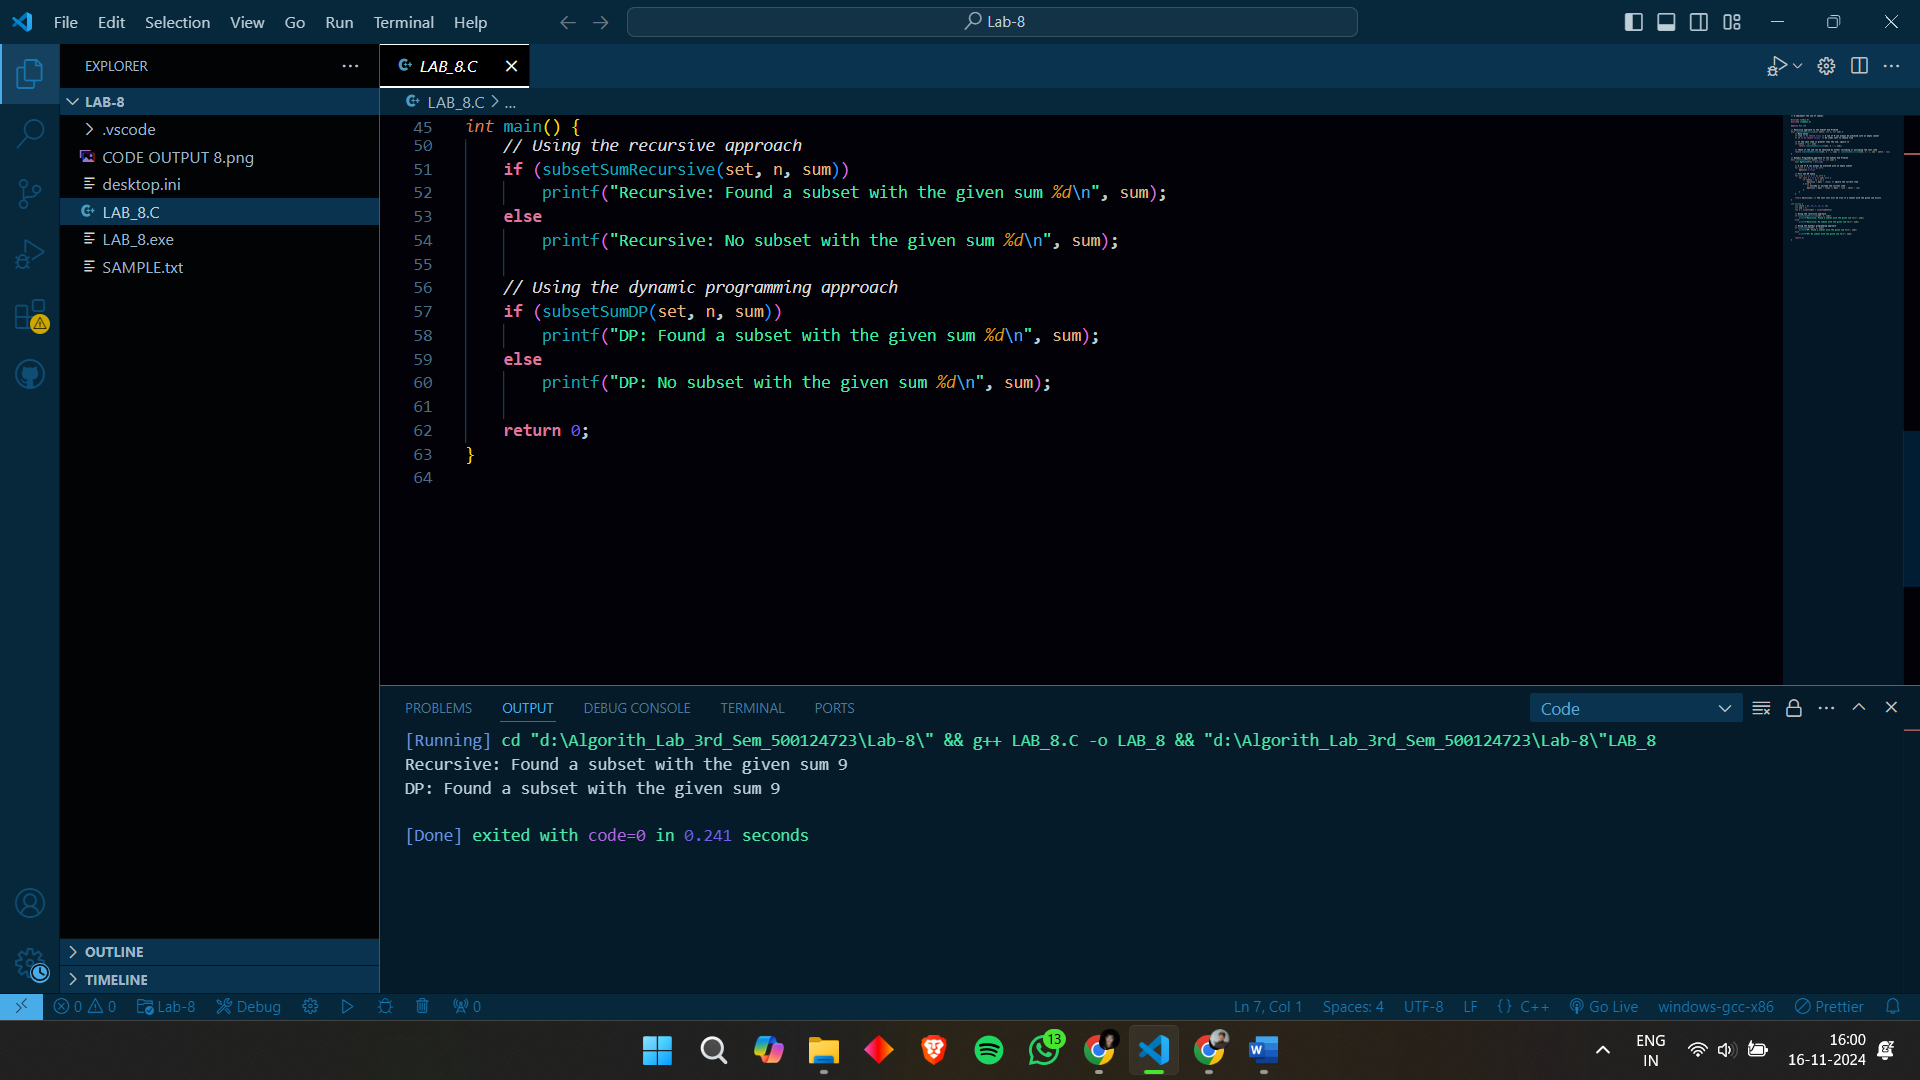 File Edit Selection View Go Run Terminal Help
Lab-8
EXPLORER
LAB-8
.vscode
CODE OUTPUT 8.png
desktop.ini
LAB_8.C
LAB_8.exe
SAMPLE.txt
OUTLINE
TIMELINE
LAB_8.C
LAB_8.C > ...
45 int main() {
50 // Using the recursive approach
51 if (subsetSumRecursive(set, n, sum))
52 printf("Recursive: Found a subset with the given sum %d\n", sum);
53 else
54 printf("Recursive: No subset with the given sum %d\n", sum);
55
56 // Using the dynamic programming approach
57 if (subsetSumDP(set, n, sum))
58 printf("DP: Found a subset with the given sum %d\n", sum);
59 else
60 printf("DP: No subset with the given sum %d\n", sum);
61
62 return 0;
63 }
64
PROBLEMS OUTPUT DEBUG CONSOLE TERMINAL PORTS
Code
[Running] cd "d:\Algorith_Lab_3rd_Sem_500124723\Lab-8\" && g++ LAB_8.C -o LAB_8 && "d:\Algorith_Lab_3rd_Sem_500124723\Lab-8\"LAB_8
Recursive: Found a subset with the given sum 9
DP: Found a subset with the given sum 9
[Done] exited with code=0 in 0.241 seconds
0 0 Lab-8 Debug 0
Ln 7, Col 1 Spaces: 4 UTF-8 LF {} C++ Go Live windows-gcc-x86 Prettier
13
W
ENG
IN
16:00
16-11-2024